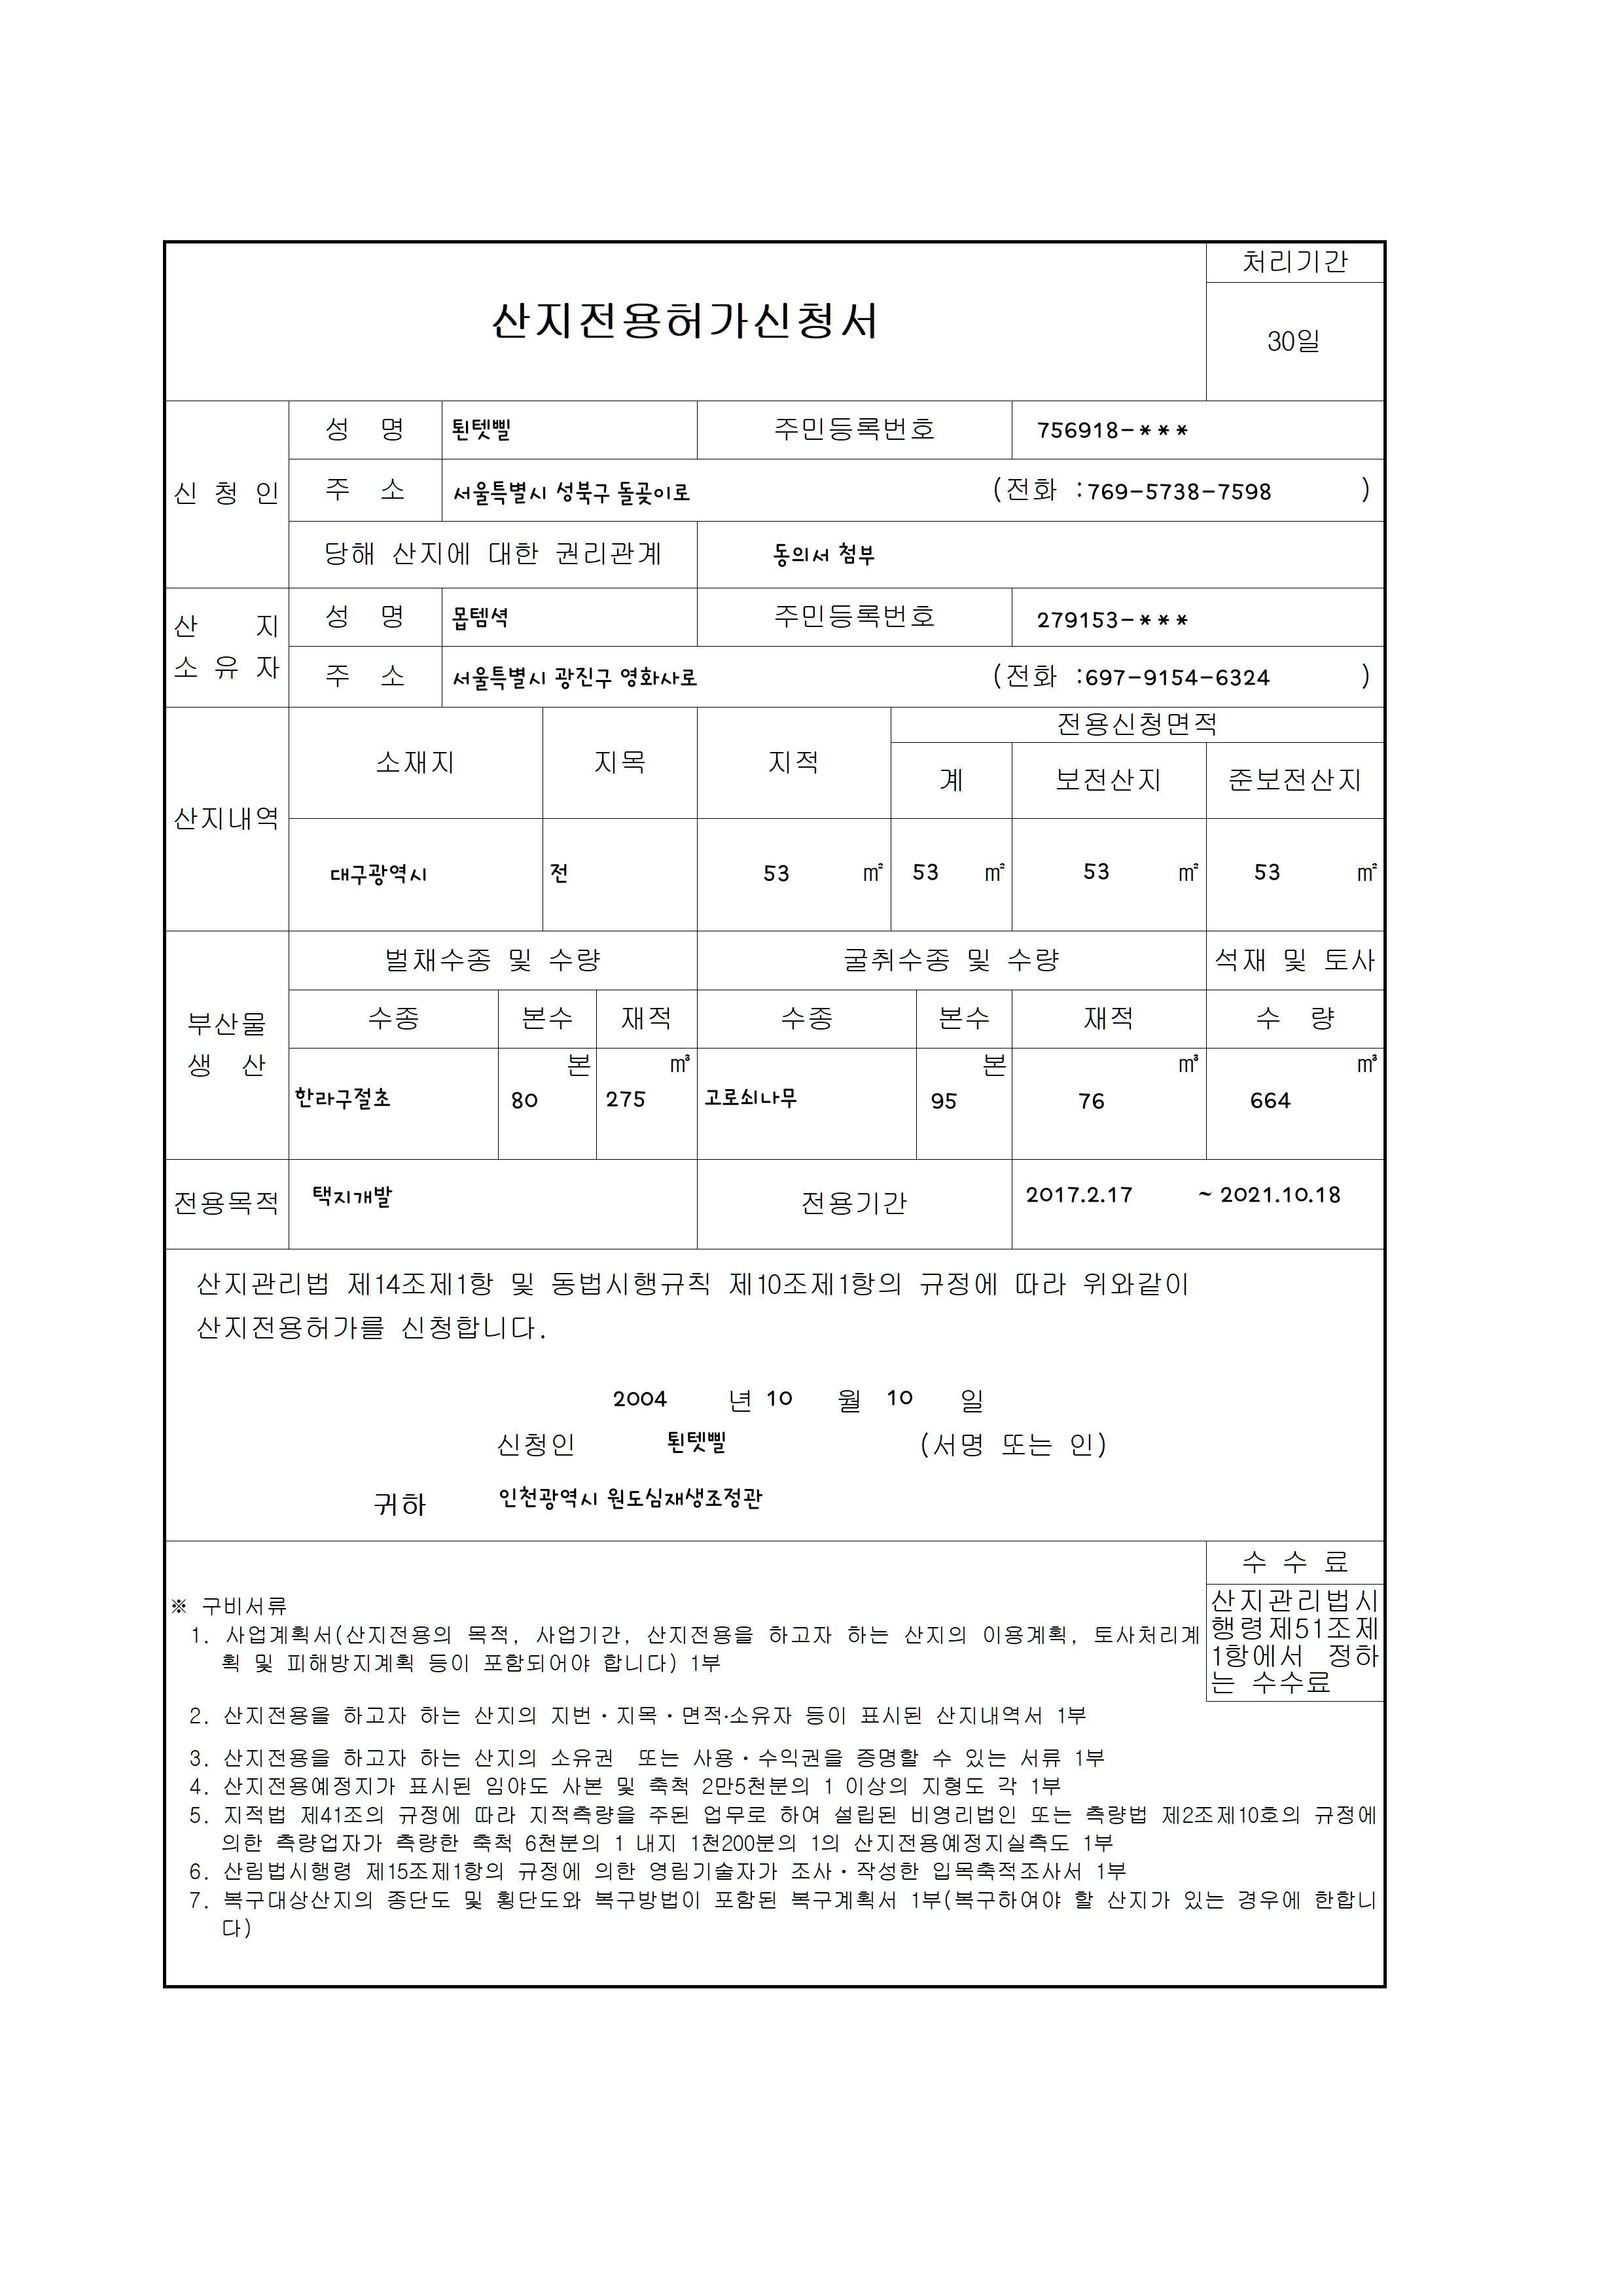 처리기간
산지전용허가신청서
30일
신 청 인
성 명 퇸텟삘 주민등록번호 756918-***
주 소 서울특별시 성북구 돌곶이로 (전화 :769-5738-7598 )
당해 산지에 대한 권리관계 동의서 첨부
산 지
소 유 자
성 명 몹템셕 주민등록번호 279153-***
주 소 서울특별시 광진구 영화사로 (전화 :697-9154-6324 )
산지내역
소재지 지목 지적 전용신청면적
계 보전산지 준보전산지
대구광역시 전 53 ㎡ 53 ㎡ 53 ㎡ 53 ㎡
부산물
생 산
벌채수종 및 수량 굴취수종 및 수량 석재 및 토사
수종 본수 재적 수종 본수 재적 수 량
본 ㎥ 본 ㎥ ㎥
한라구절초 80 275 고로쇠나무 95 76 664
전용목적 택지개발 전용기간 2017.2.17 ~ 2021.10.18
산지관리법 제14조제1항 및 동법시행규칙 제10조제1항의 규정에 따라 위와같이
산지전용허가를 신청합니다.
2004 년 10 월 10 일
신청인 퇸텟삘 (서명 또는 인)
귀하 인천광역시 원도심재생조정관
수 수 료
산지관리법시
행령제51조제
1항에서 정하
는 수수료
※ 구비서류
1. 사업계획서(산지전용의 목적, 사업기간, 산지전용을 하고자 하는 산지의 이용계획, 토사처리계
획 및 피해방지계획 등이 포함되어야 합니다) 1부
2. 산지전용을 하고자 하는 산지의 지번·지목·면적·소유자 등이 표시된 산지내역서 1부
3. 산지전용을 하고자 하는 산지의 소유권 또는 사용·수익권을 증명할 수 있는 서류 1부
4. 산지전용예정지가 표시된 임야도 사본 및 축척 2만5천분의 1 이상의 지형도 각 1부
5. 지적법 제41조의 규정에 따라 지적측량을 주된 업무로 하여 설립된 비영리법인 또는 측량법 제2조제10호의 규정에
의한 측량업자가 측량한 축척 6천분의 1 내지 1천200분의 1의 산지전용예정지실측도 1부
6. 산림법시행령 제15조제1항의 규정에 의한 영림기술자가 조사·작성한 입목축적조사서 1부
7. 복구대상산지의 종단도 및 횡단도와 복구방법이 포함된 복구계획서 1부(복구하여야 할 산지가 있는 경우에 한합니
다)